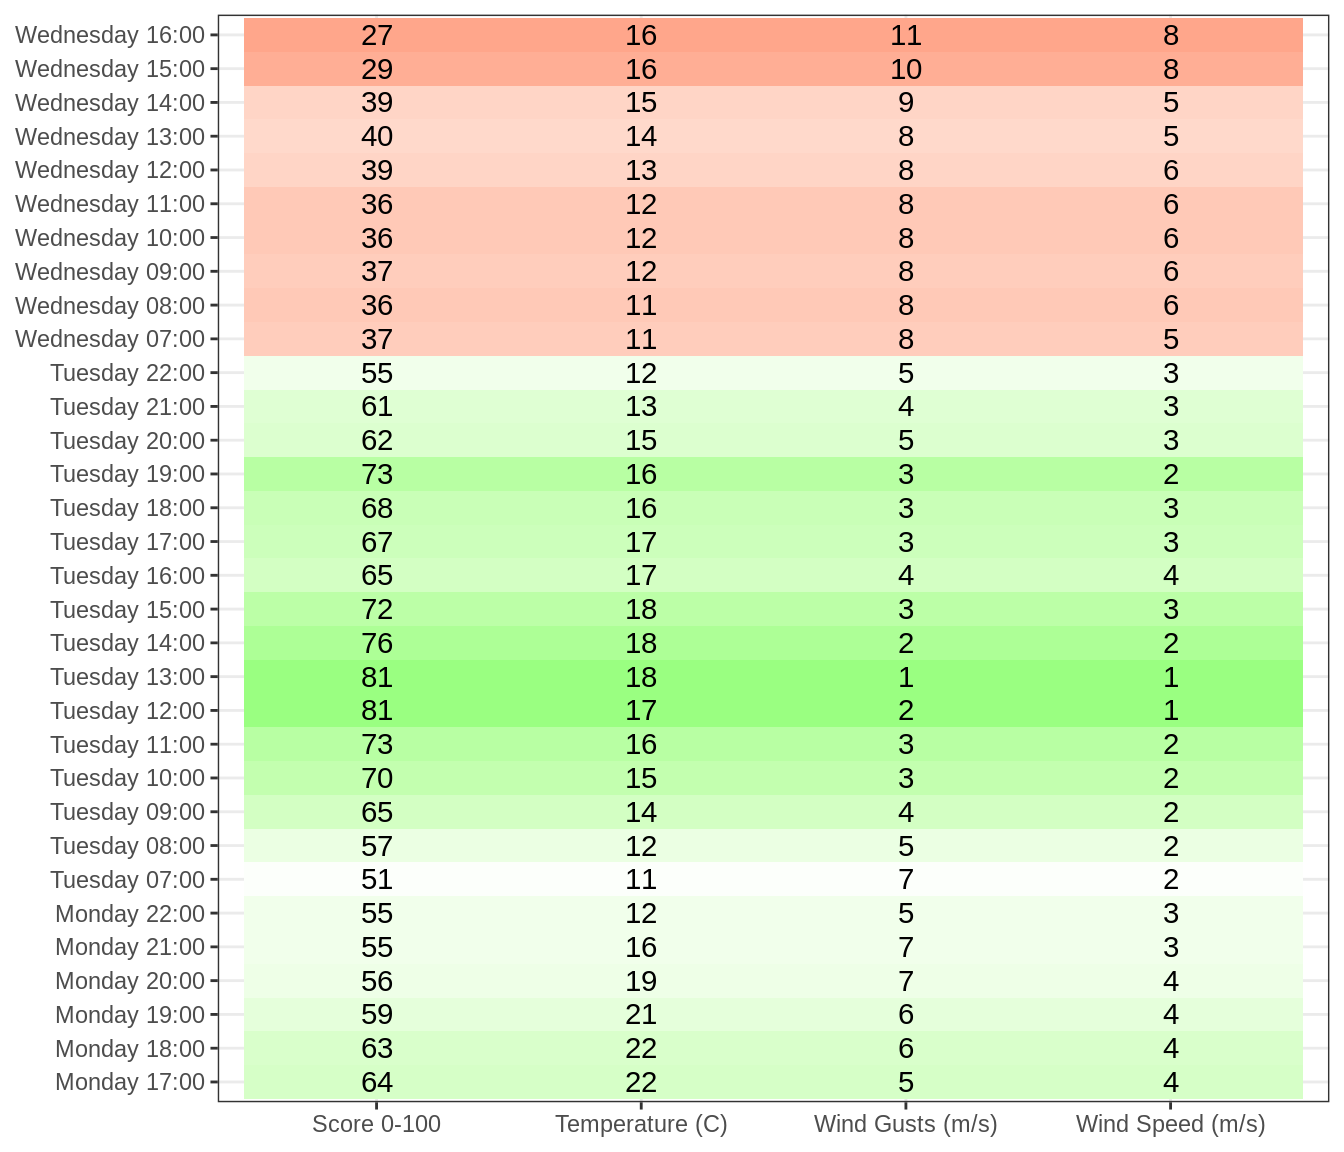 Wednesday 16:00 27 16 11 8
Wednesday 15:00 29 16 10 8
Wednesday 14:00 39 15 9 5
Wednesday 13:00 40 14 8 5
Wednesday 12:00 39 13 8 6
Wednesday 11:00 36 12 8 6
Wednesday 10:00 36 12 8 6
Wednesday 09:00 37 12 8 6
Wednesday 08:00 36 11 8 6
Wednesday 07:00 37 11 8 5
Tuesday 22:00 55 12 5 3
Tuesday 21:00 61 13 4 3
Tuesday 20:00 62 15 5 3
Tuesday 19:00 73 16 3 2
Tuesday 18:00 68 16 3 3
Tuesday 17:00 67 17 3 3
Tuesday 16:00 65 17 4 4
Tuesday 15:00 72 18 3 3
Tuesday 14:00 76 18 2 2
Tuesday 13:00 81 18 1 1
Tuesday 12:00 81 17 2 1
Tuesday 11:00 73 16 3 2
Tuesday 10:00 70 15 3 2
Tuesday 09:00 65 14 4 2
Tuesday 08:00 57 12 5 2
Tuesday 07:00 51 11 7 2
Monday 22:00 55 12 5 3
Monday 21:00 55 16 7 3
Monday 20:00 56 19 7 4
Monday 19:00 59 21 6 4
Monday 18:00 63 22 6 4
Monday 17:00 64 22 5 4
Score 0-100 Temperature (C) Wind Gusts (m/s) Wind Speed (m/s)